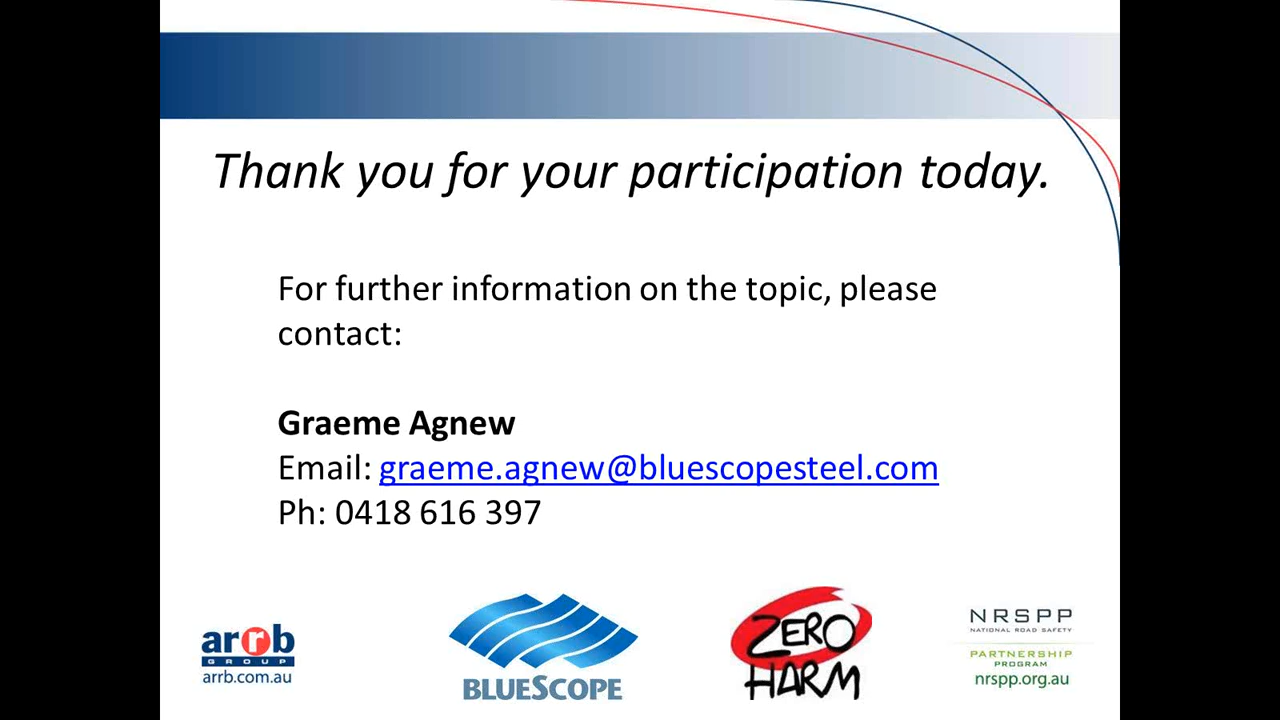 Thank you for your participation today.
For further information on the topic, please
contact:
Graeme Agnew
Email: graeme.agnew@bluescopesteel.com
Ph: 0418 616 397
arrb
GROUP
arrb.com.au
BLUESCOPE
ZERO
HARM
NRSPP
NATIONAL ROAD SAFETY
PARTNERSHIP
PROGRAM
nrspp.org.au